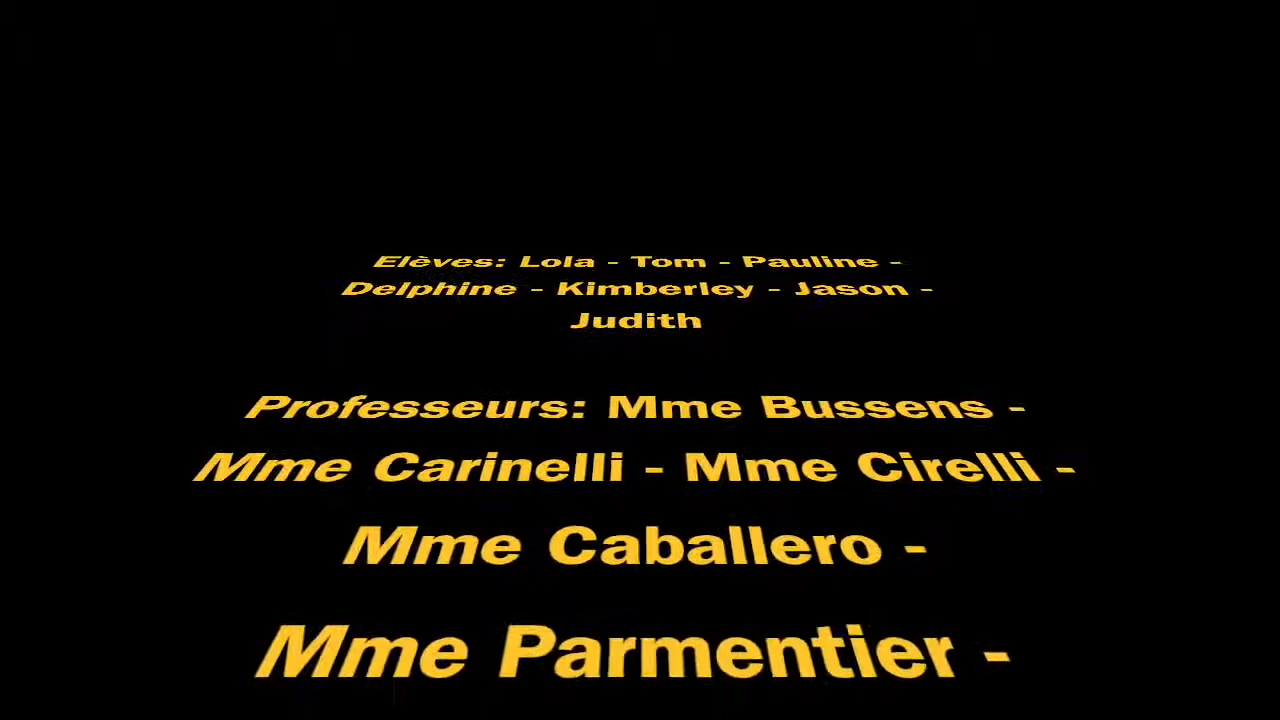 Elèves: Lola - Tom - Pauline -
Delphine - Kimberley - Jason -
Judith
Professeurs: Mme Bussens -
Mme Carinelli - Mme Cirelli -
Mme Caballero -
Mme Parmentier -